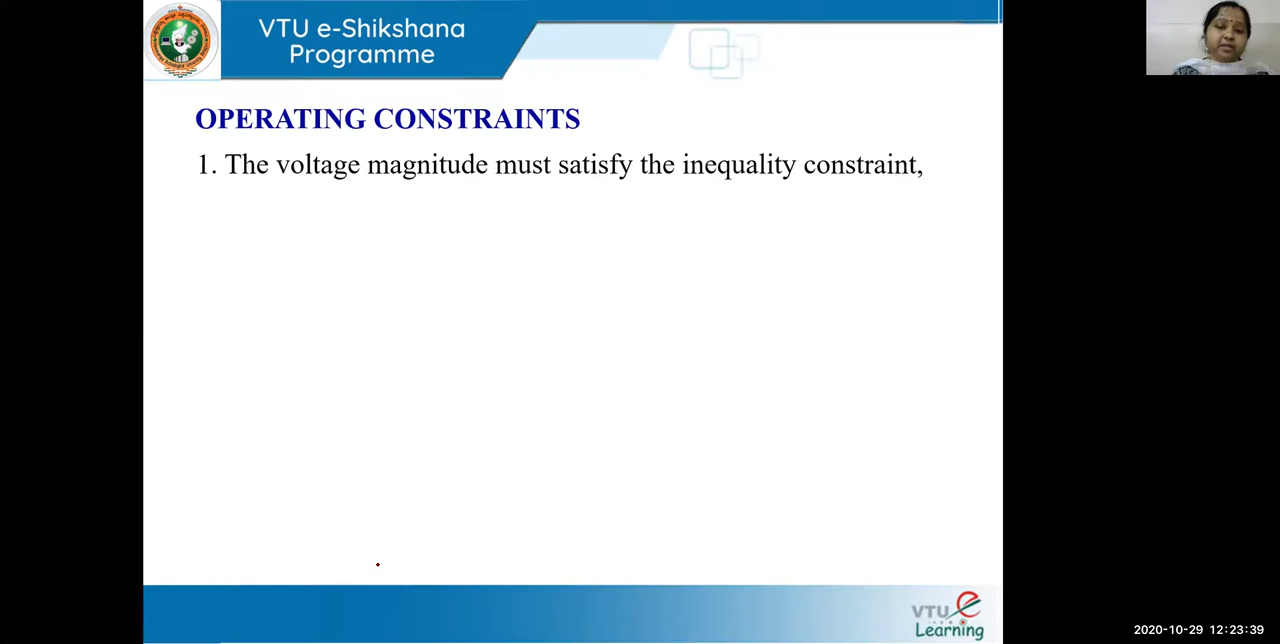 VTU e-Shikshana
Programme
OPERATING CONSTRAINTS
1. The voltage magnitude must satisfy the inequality constraint,
VTU e
Learning
2020-10-29 12:23:39